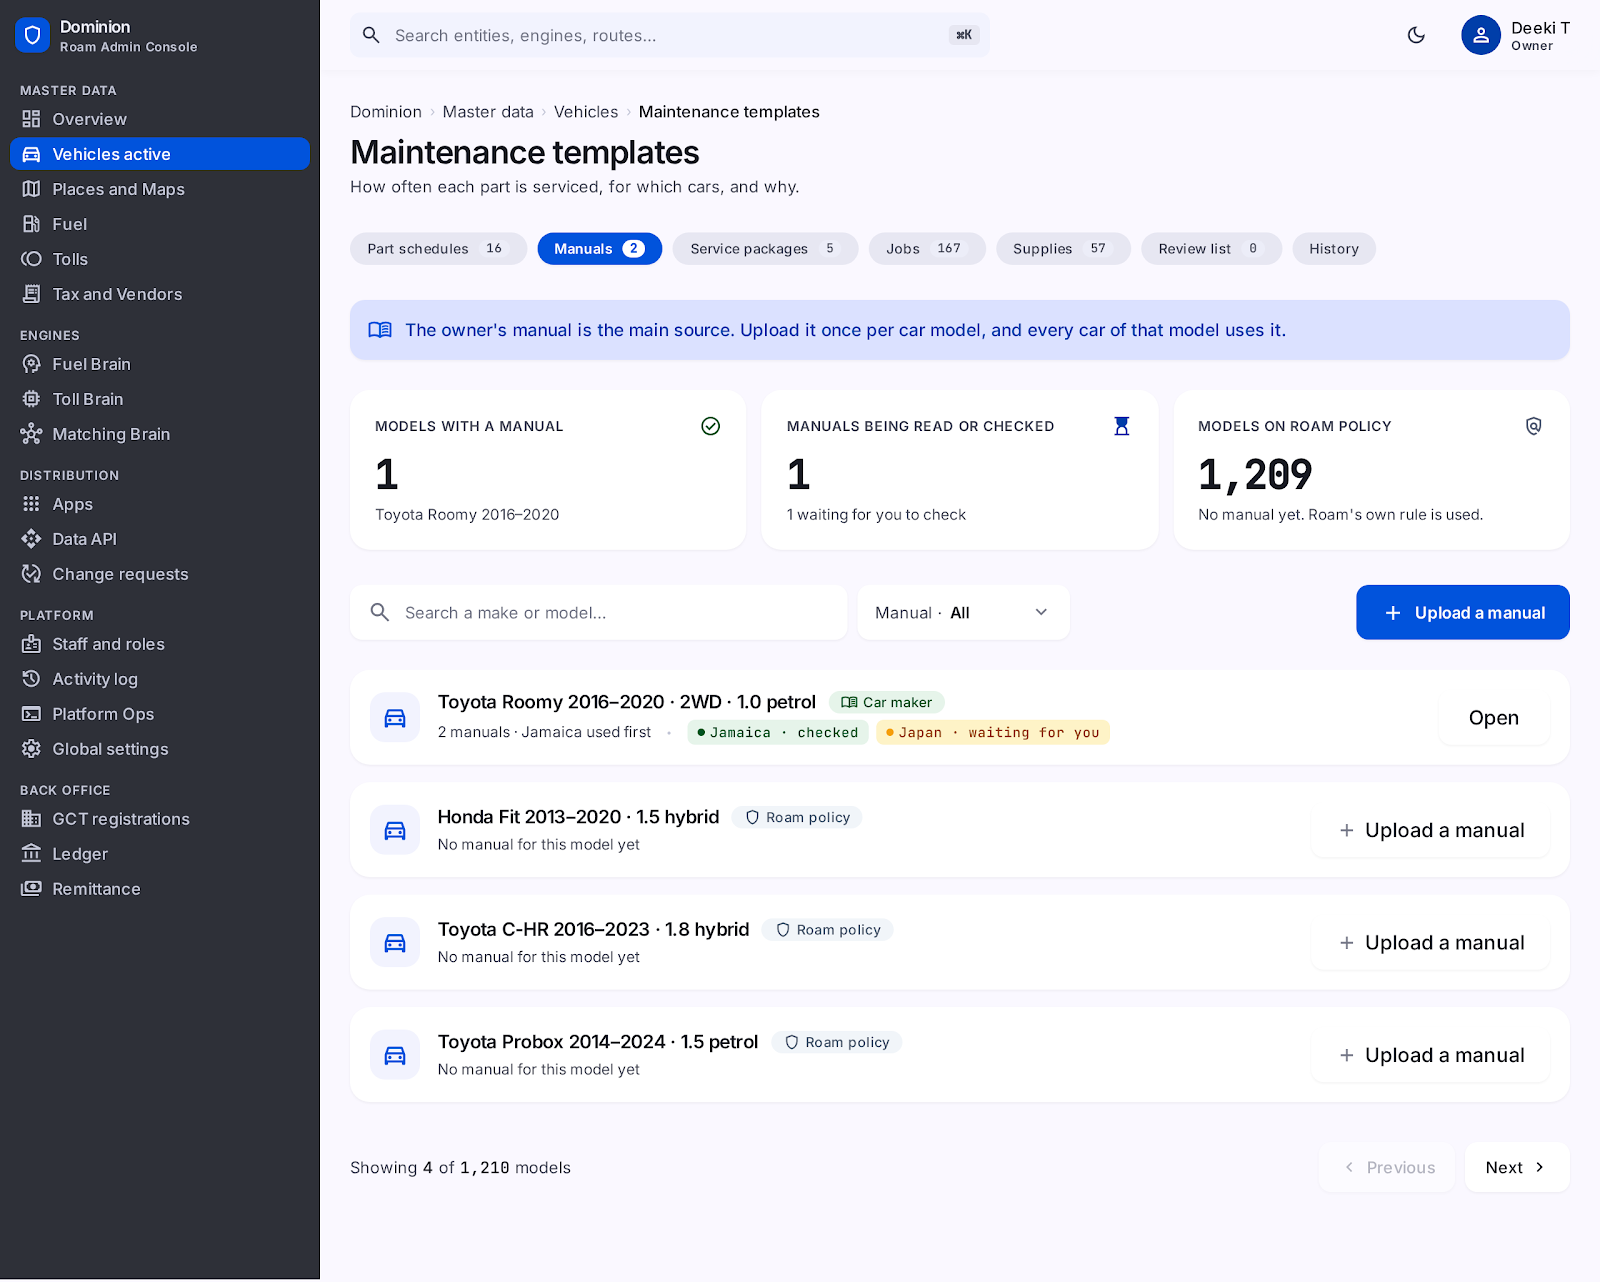 Dominion
Roam Admin Console
MASTER DATA
Overview
Vehicles active
Places and Maps
Fuel
Tolls
Tax and Vendors
ENGINES
Fuel Brain
Toll Brain
Matching Brain
DISTRIBUTION
Apps
Data API
Change requests
PLATFORM
Staff and roles
Activity log
Platform Ops
Global settings
BACK OFFICE
GCT registrations
Ledger
Remittance
Search entities, engines, routes... ⌘K
Deeki T
Owner
Dominion › Master data › Vehicles › Maintenance templates
Maintenance templates
How often each part is serviced, for which cars, and why.
Part schedules 16 Manuals 2 Service packages 5 Jobs 167 Supplies 57 Review list 0 History
The owner's manual is the main source. Upload it once per car model, and every car of that model uses it.
MODELS WITH A MANUAL
1
Toyota Roomy 2016–2020
MANUALS BEING READ OR CHECKED
1
1 waiting for you to check
MODELS ON ROAM POLICY
1,209
No manual yet. Roam's own rule is used.
Search a make or model...
Manual · All
+ Upload a manual
Toyota Roomy 2016–2020 · 2WD · 1.0 petrol Car maker
2 manuals · Jamaica used first · Jamaica · checked Japan · waiting for you
Open
Honda Fit 2013–2020 · 1.5 hybrid Roam policy
No manual for this model yet
+ Upload a manual
Toyota C-HR 2016–2023 · 1.8 hybrid Roam policy
No manual for this model yet
+ Upload a manual
Toyota Probox 2014–2024 · 1.5 petrol Roam policy
No manual for this model yet
+ Upload a manual
Showing 4 of 1,210 models
‹ Previous
Next ›